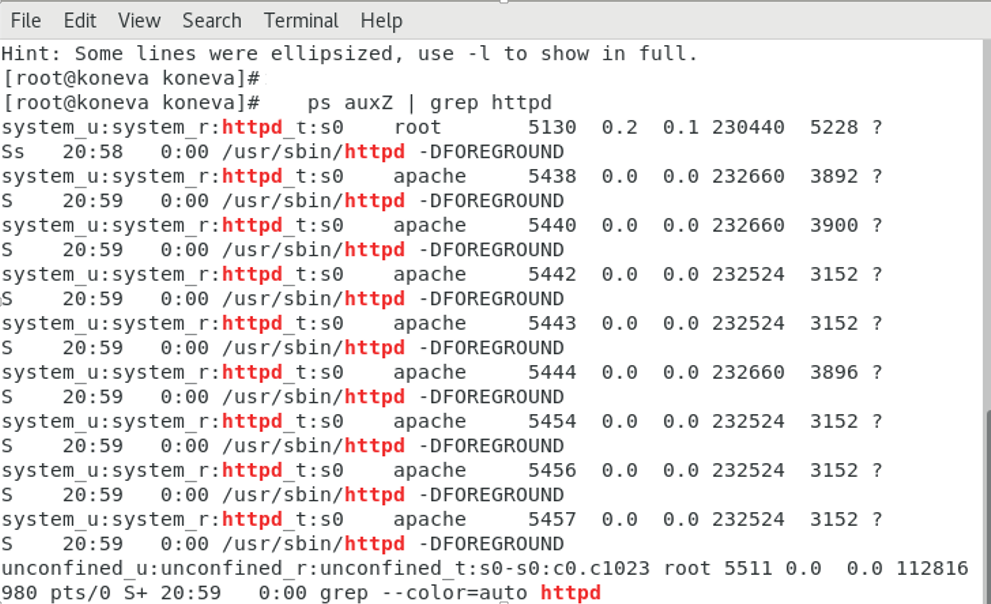 File Edit View Search Terminal Help
Hint: Some lines were ellipsized, use -l to show in full.
[root@koneva koneva]#
[root@koneva koneva]#    ps auxZ | grep httpd
system_u:system_r:httpd_t:s0    root       5130  0.2  0.1 230440  5228 ?
Ss   20:58   0:00 /usr/sbin/httpd -DFOREGROUND
system_u:system_r:httpd_t:s0    apache     5438  0.0  0.0 232660  3892 ?
S    20:59   0:00 /usr/sbin/httpd -DFOREGROUND
system_u:system_r:httpd_t:s0    apache     5440  0.0  0.0 232660  3900 ?
S    20:59   0:00 /usr/sbin/httpd -DFOREGROUND
system_u:system_r:httpd_t:s0    apache     5442  0.0  0.0 232524  3152 ?
S    20:59   0:00 /usr/sbin/httpd -DFOREGROUND
system_u:system_r:httpd_t:s0    apache     5443  0.0  0.0 232524  3152 ?
S    20:59   0:00 /usr/sbin/httpd -DFOREGROUND
system_u:system_r:httpd_t:s0    apache     5444  0.0  0.0 232660  3896 ?
S    20:59   0:00 /usr/sbin/httpd -DFOREGROUND
system_u:system_r:httpd_t:s0    apache     5454  0.0  0.0 232524  3152 ?
S    20:59   0:00 /usr/sbin/httpd -DFOREGROUND
system_u:system_r:httpd_t:s0    apache     5456  0.0  0.0 232524  3152 ?
S    20:59   0:00 /usr/sbin/httpd -DFOREGROUND
system_u:system_r:httpd_t:s0    apache     5457  0.0  0.0 232524  3152 ?
S    20:59   0:00 /usr/sbin/httpd -DFOREGROUND
unconfined_u:unconfined_r:unconfined_t:s0-s0:c0.c1023 root 5511 0.0  0.0 112816
980 pts/0 S+ 20:59   0:00 grep --color=auto httpd